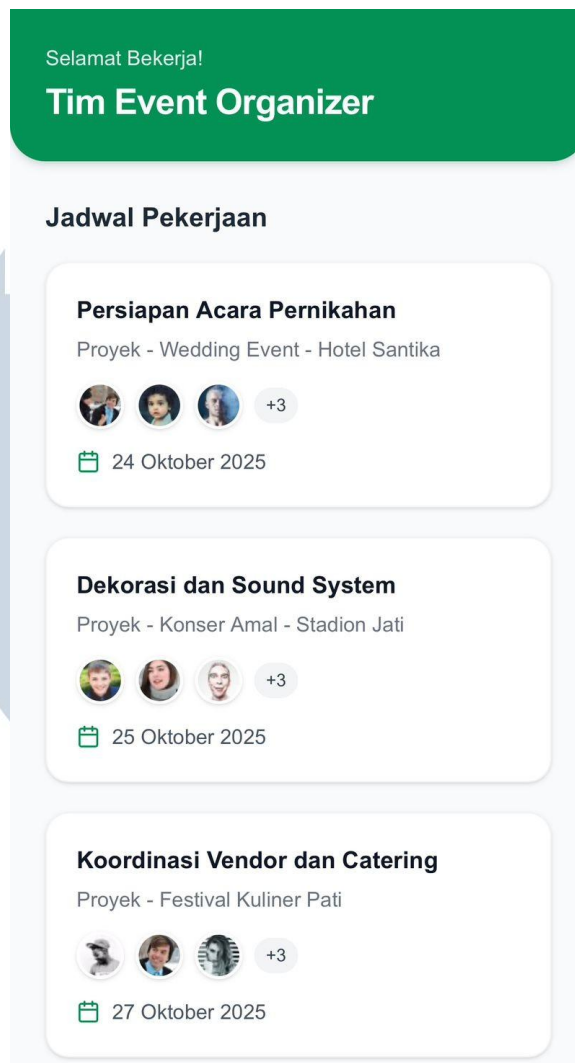 Selamat Bekerja!
Tim Event Organizer
Jadwal Pekerjaan
Persiapan Acara Pernikahan
Proyek - Wedding Event - Hotel Santika
+3
24 Oktober 2025
Dekorasi dan Sound System
Proyek - Konser Amal - Stadion Jati
+3
25 Oktober 2025
Koordinasi Vendor dan Catering
Proyek - Festival Kuliner Pati
+3
27 Oktober 2025